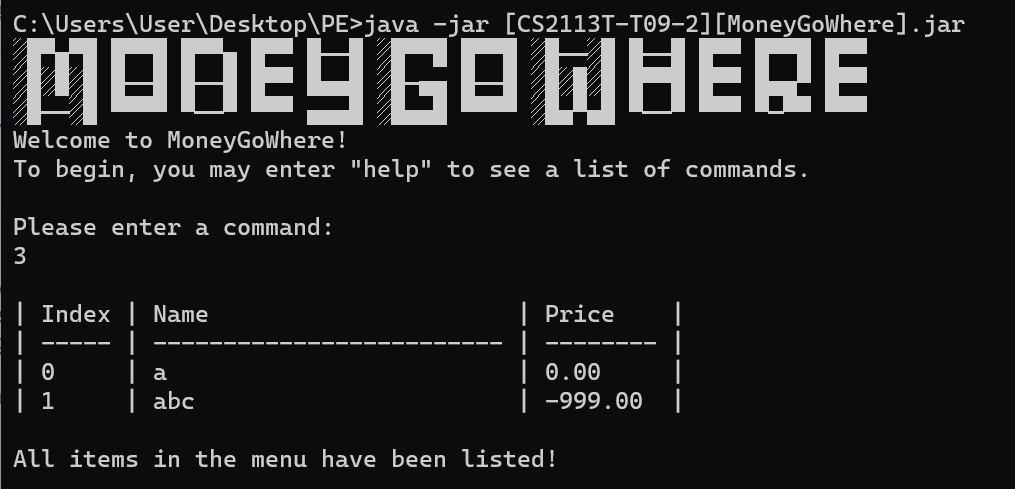 C:\Users\User\Desktop\PE>java -jar [CS2113T-T09-2][MoneyGoWhere].jar
MONEYGOWHERE
Welcome to MoneyGoWhere!
To begin, you may enter "help" to see a list of commands.
Please enter a command:
3
| Index | Name                      | Price    |
| ----- | ------------------------- | -------- |
| 0     | a                         | 0.00     |
| 1     | abc                       | -999.00  |
All items in the menu have been listed!